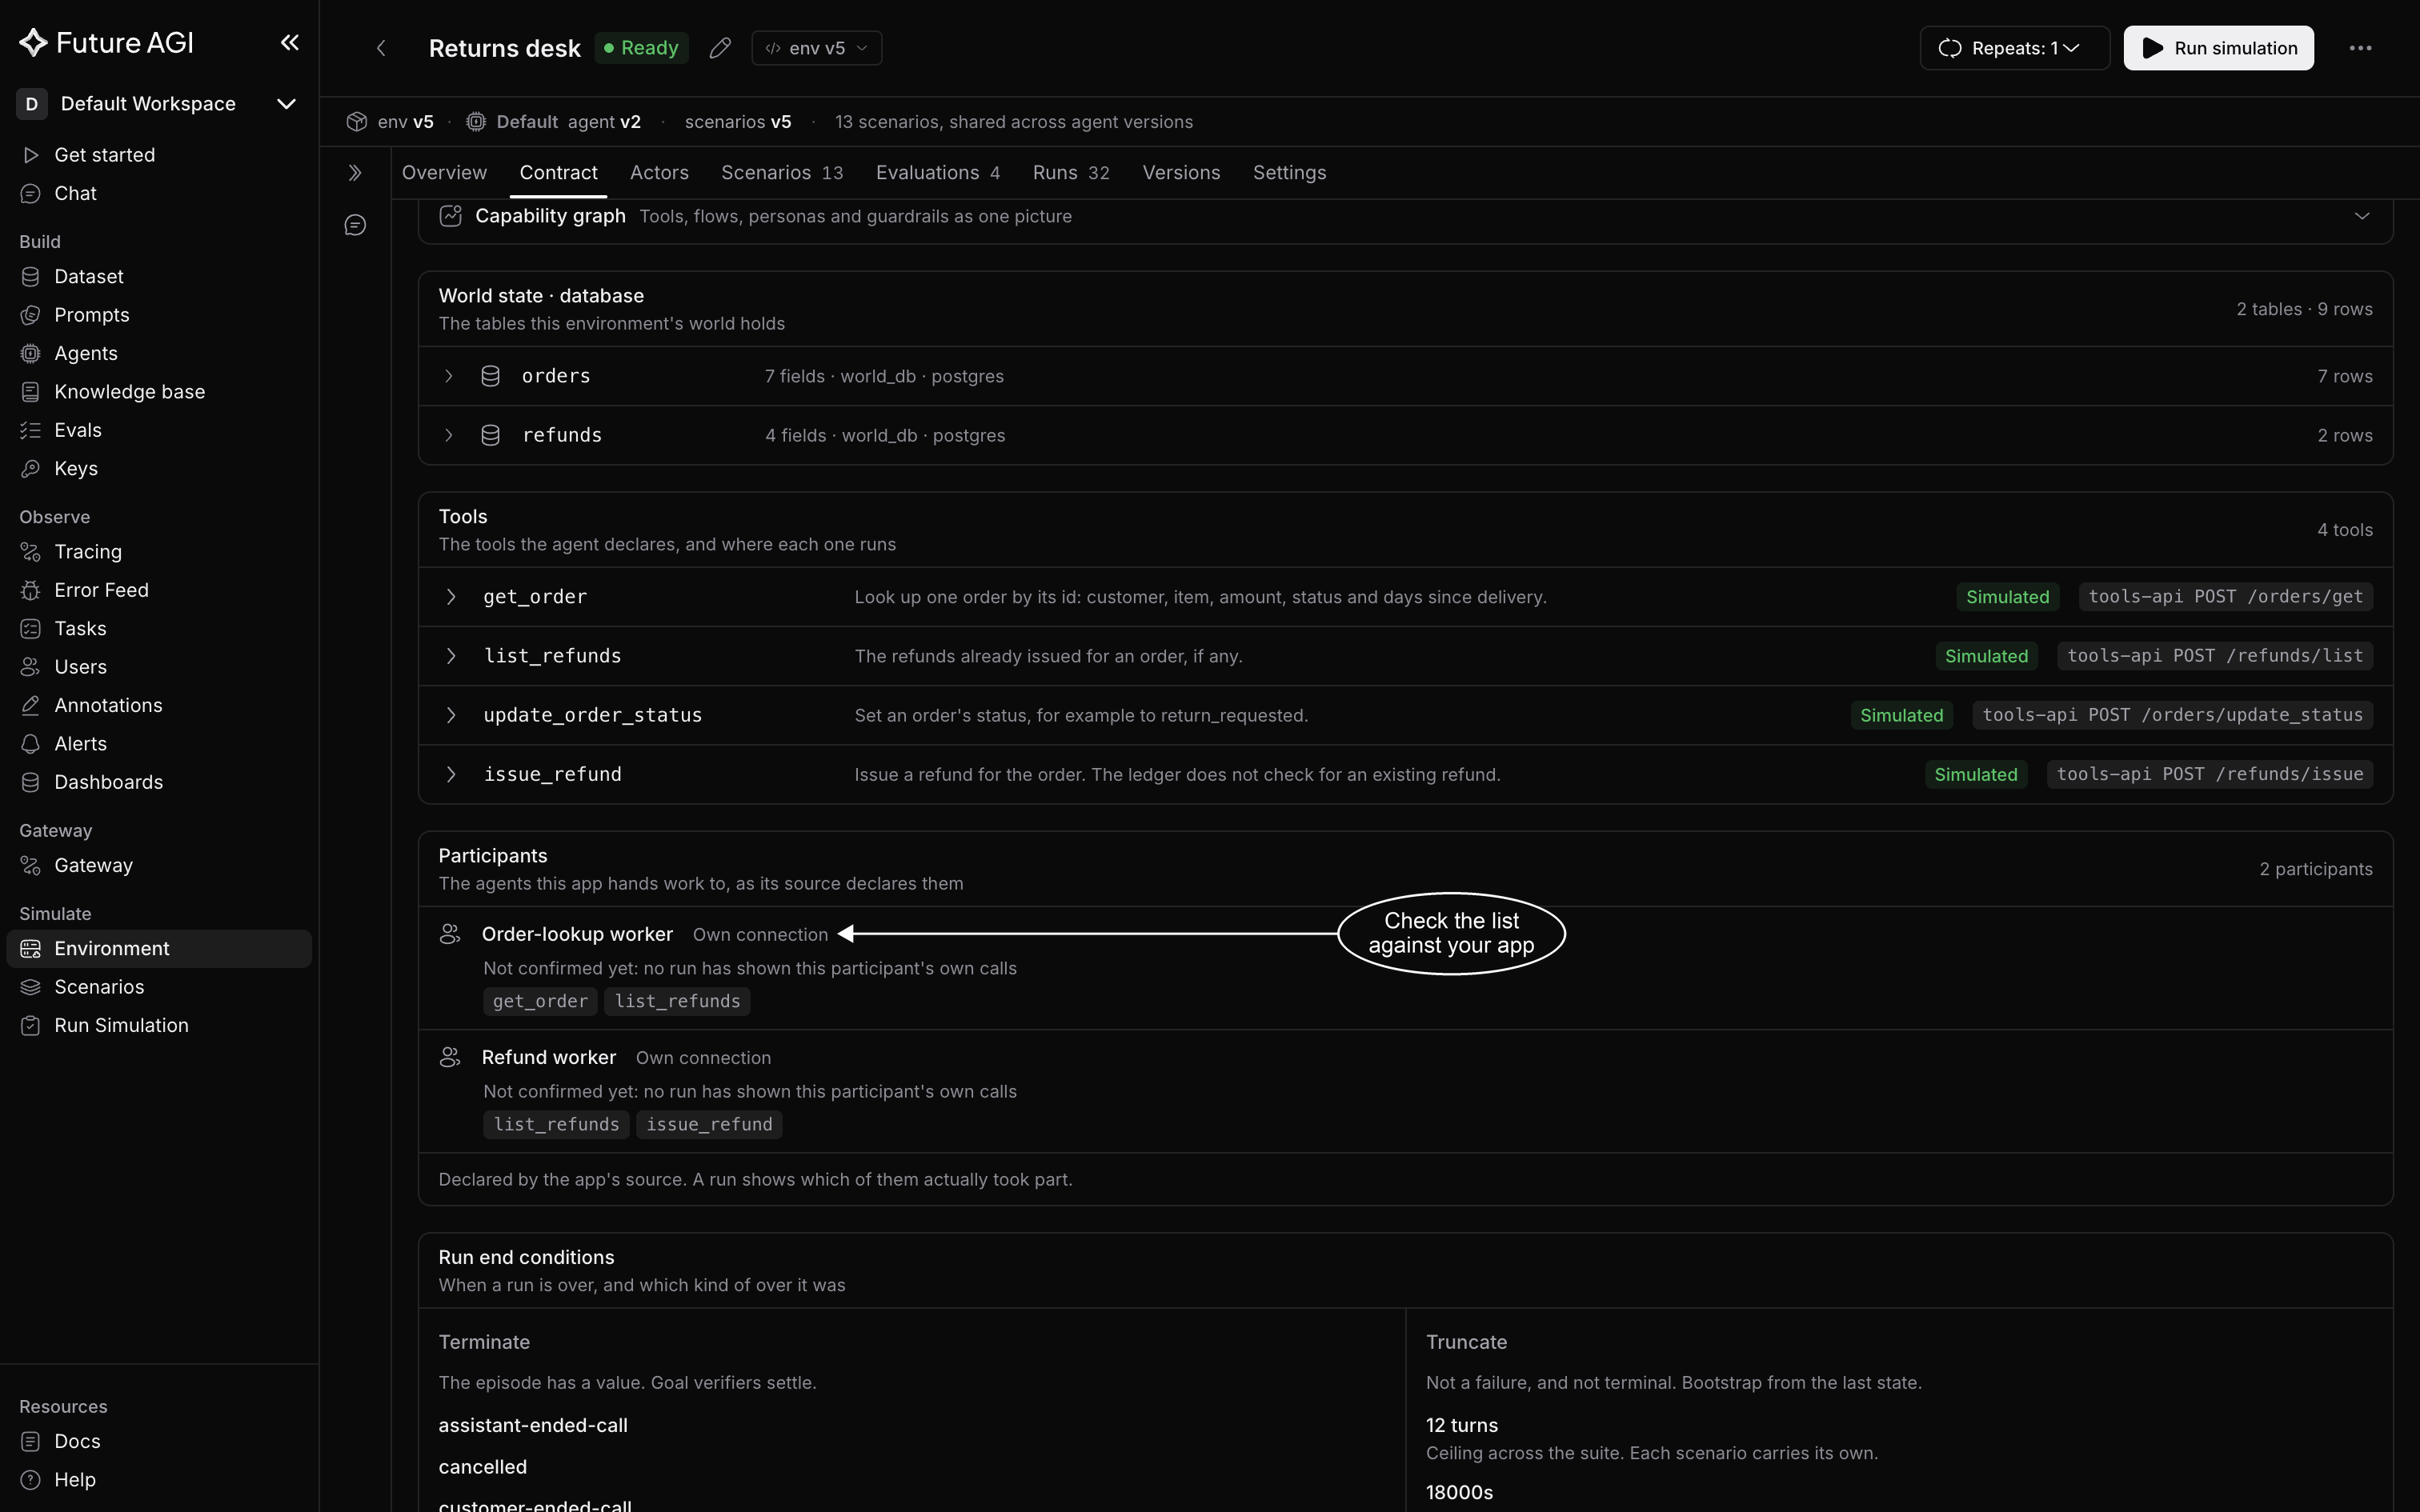 Future AGI
D Default Workspace
Get started
Chat
Build
Dataset
Prompts
Agents
Knowledge base
Evals
Keys
Observe
Tracing
Error Feed
Tasks
Users
Annotations
Alerts
Dashboards
Gateway
Gateway
Simulate
Environment
Scenarios
Run Simulation
Resources
Docs
Help
Returns desk Ready env v5
Repeats: 1 Run simulation
env v5 · Default agent v2 · scenarios v5 · 13 scenarios, shared across agent versions
Overview Contract Actors Scenarios 13 Evaluations 4 Runs 32 Versions Settings
Capability graph Tools, flows, personas and guardrails as one picture
World state · database
The tables this environment's world holds
2 tables · 9 rows
orders 7 fields · world_db · postgres 7 rows
refunds 4 fields · world_db · postgres 2 rows
Tools
The tools the agent declares, and where each one runs
4 tools
get_order Look up one order by its id: customer, item, amount, status and days since delivery. Simulated tools-api POST /orders/get
list_refunds The refunds already issued for an order, if any. Simulated tools-api POST /refunds/list
update_order_status Set an order's status, for example to return_requested. Simulated tools-api POST /orders/update_status
issue_refund Issue a refund for the order. The ledger does not check for an existing refund. Simulated tools-api POST /refunds/issue
Participants
The agents this app hands work to, as its source declares them
2 participants
Order-lookup worker Own connection
Check the list
against your app
Not confirmed yet: no run has shown this participant's own calls
get_order list_refunds
Refund worker Own connection
Not confirmed yet: no run has shown this participant's own calls
list_refunds issue_refund
Declared by the app's source. A run shows which of them actually took part.
Run end conditions
When a run is over, and which kind of over it was
Terminate
The episode has a value. Goal verifiers settle.
assistant-ended-call
cancelled
customer-ended-call
Truncate
Not a failure, and not terminal. Bootstrap from the last state.
12 turns
Ceiling across the suite. Each scenario carries its own.
18000s